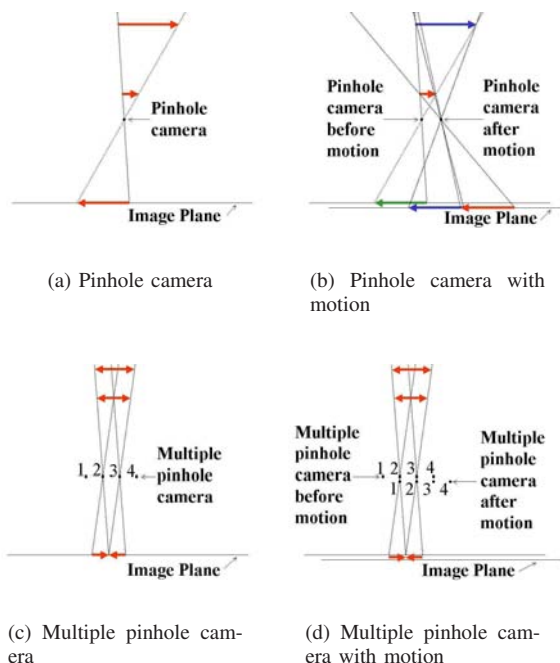 Pinhole
camera
Image Plane
(a) Pinhole camera
Pinhole
camera
before
motion
Pinhole
camera
after
motion
Image Plane
(b) Pinhole camera with
motion
1 2 3 4
Multiple
pinhole
camera
Image Plane
(c) Multiple pinhole cam-
era
Multiple
pinhole
camera
before
motion
1 2 3 4
1 2 3 4
Multiple
pinhole
camera
after
motion
Image Plane
(d) Multiple pinhole cam-
era with motion